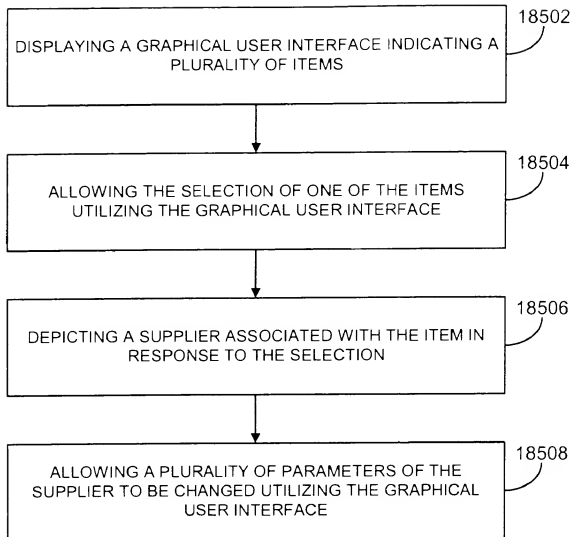 18502
DISPLAYING A GRAPHICAL USER INTERFACE INDICATING A
PLURALITY OF ITEMS
18504
ALLOWING THE SELECTION OF ONE OF THE ITEMS
UTILIZING THE GRAPHICAL USER INTERFACE
18506
DEPICTING A SUPPLIER ASSOCIATED WITH THE ITEM IN
RESPONSE TO THE SELECTION
18508
ALLOWING A PLURALITY OF PARAMETERS OF THE
SUPPLIER TO BE CHANGED UTILIZING THE GRAPHICAL
USER INTERFACE